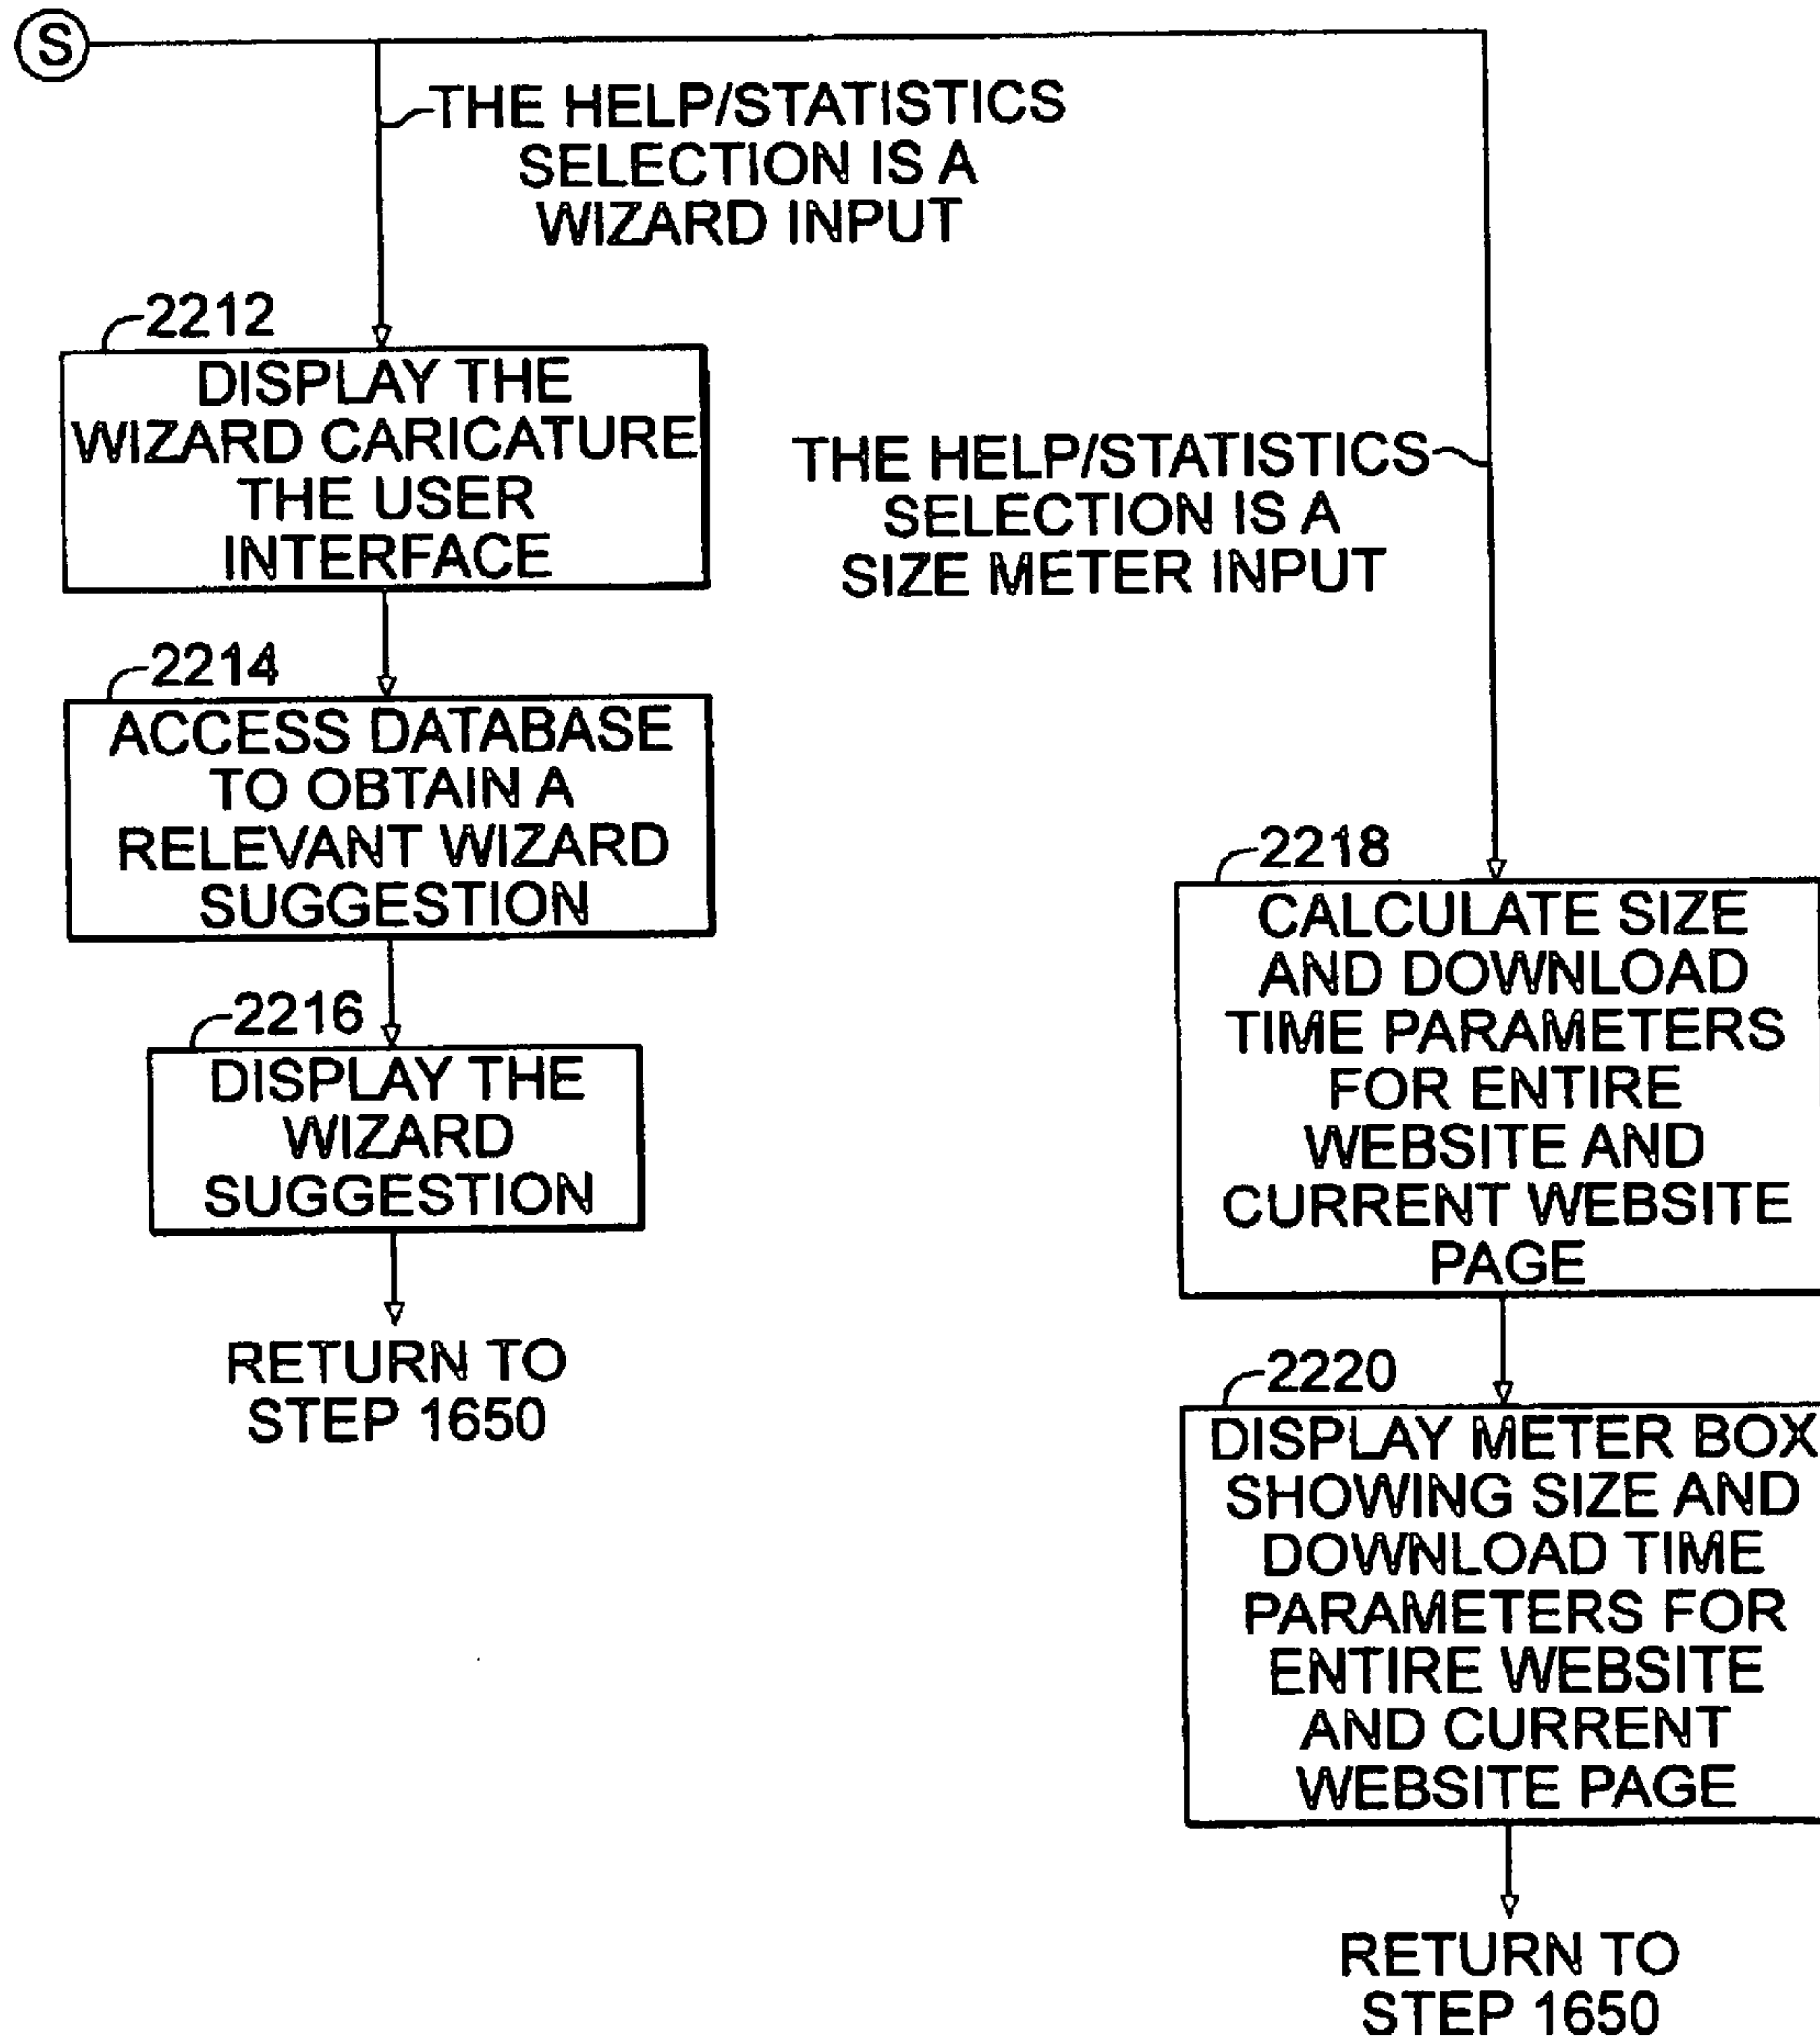 S
THE HELP/STATISTICS
SELECTION IS A
WIZARD INPUT
2212
DISPLAY THE
WIZARD CARICATURE
THE USER
INTERFACE
2214
ACCESS DATABASE
TO OBTAIN A
RELEVANT WIZARD
SUGGESTION
2216
DISPLAY THE
WIZARD
SUGGESTION
RETURN TO
STEP 1650
THE HELP/STATISTICS
SELECTION IS A
SIZE METER INPUT
2218
CALCULATE SIZE
AND DOWNLOAD
TIME PARAMETERS
FOR ENTIRE
WEBSITE AND
CURRENT WEBSITE
PAGE
2220
DISPLAY METER BOX
SHOWING SIZE AND
DOWNLOAD TIME
PARAMETERS FOR
ENTIRE WEBSITE
AND CURRENT
WEBSITE PAGE
RETURN TO
STEP 1650